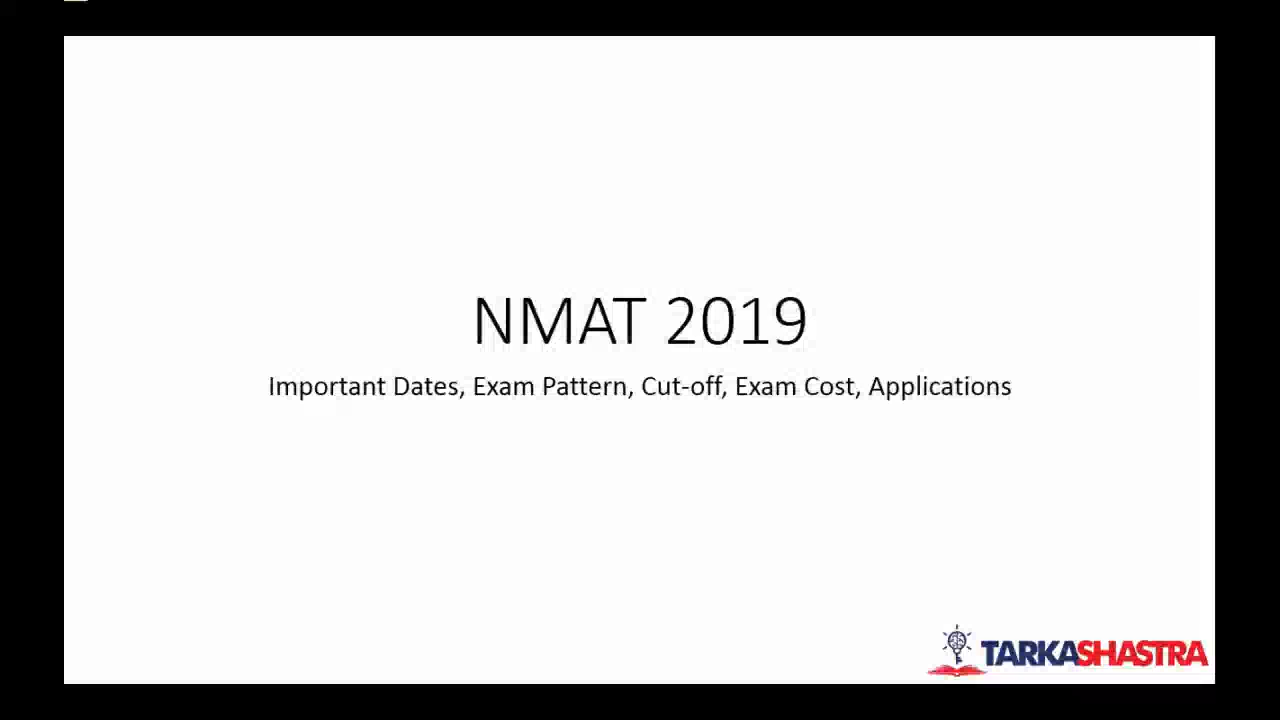 NMAT 2019
Important Dates, Exam Pattern, Cut-off, Exam Cost, Applications
TARKASHASTRA